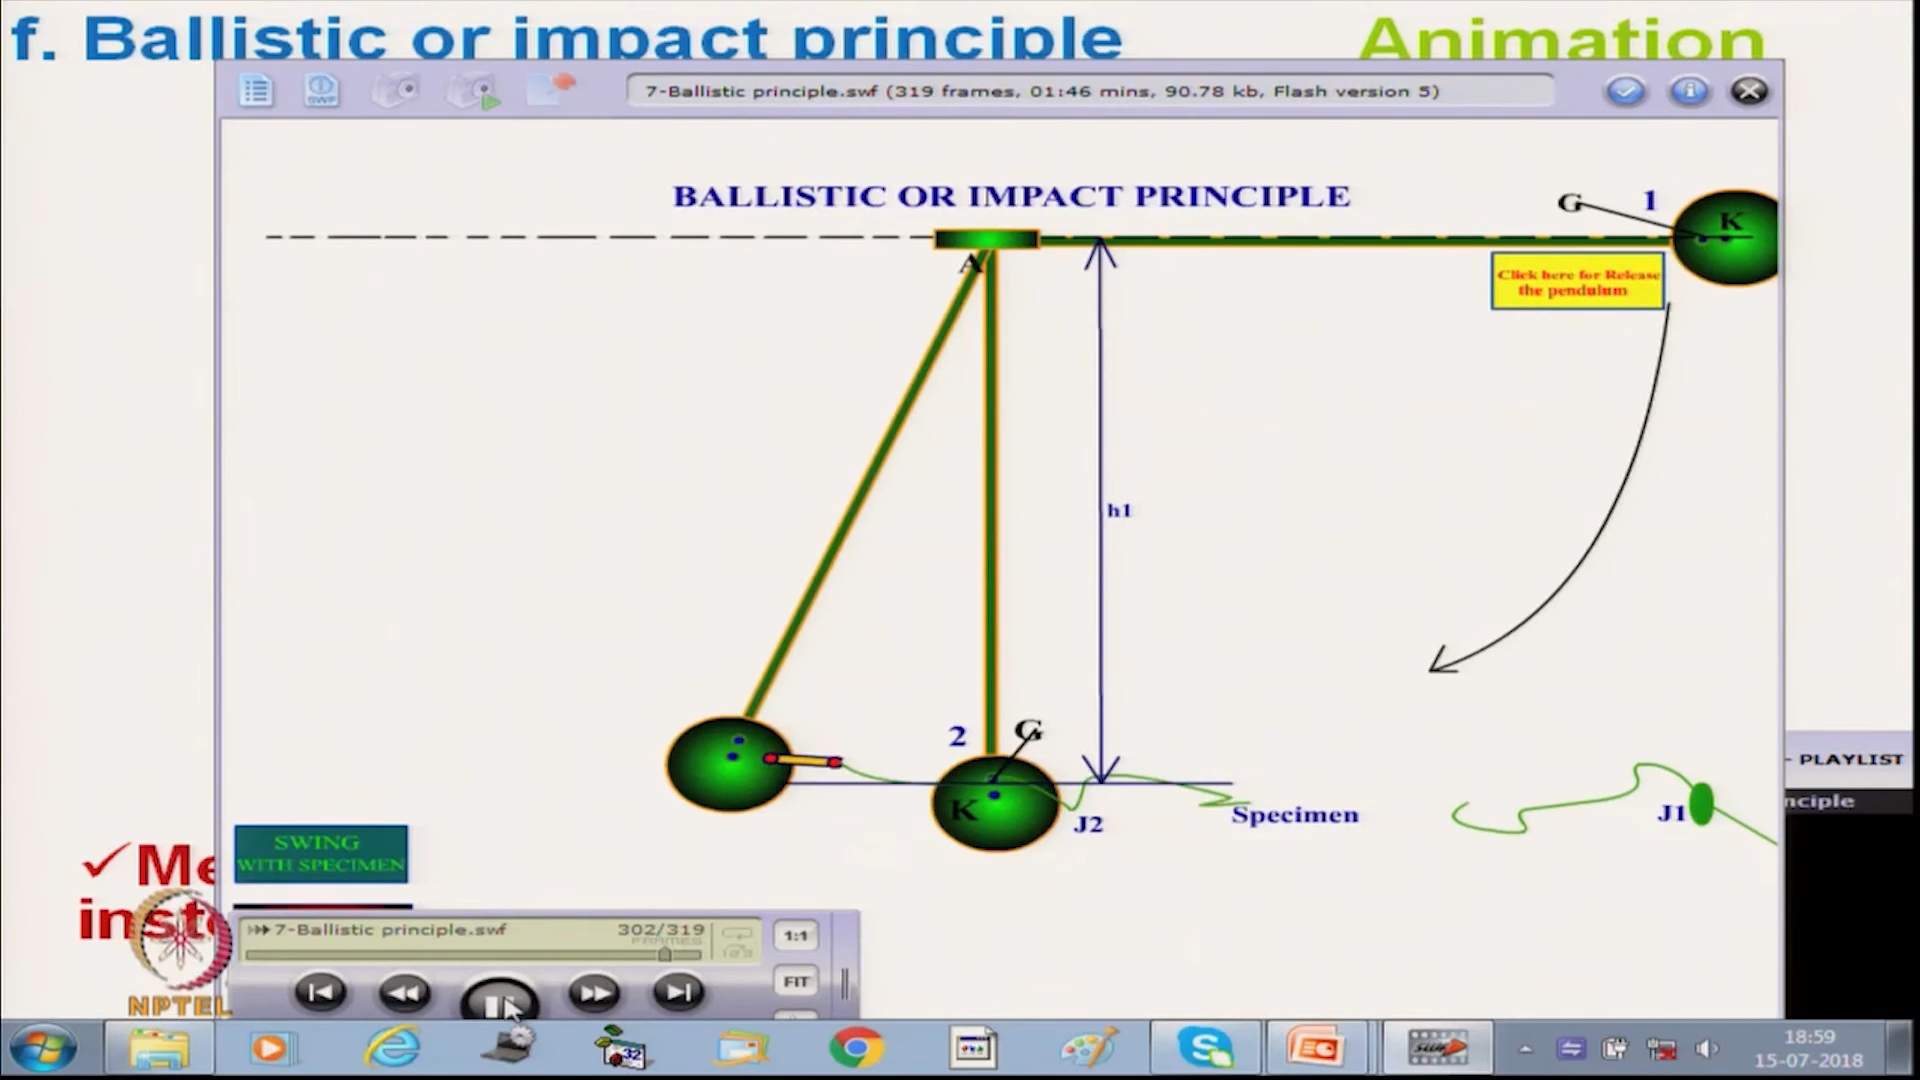 f. Ballistic or impact principle
Animation
SWF
7-Ballistic principle.swf (319 frames, 01:46 mins, 90.78 kb, Flash version 5)
BALLISTIC OR IMPACT PRINCIPLE
G
1
K
A
Click here for Release
the pendulum
h1
2
G
K
J2
Specimen
J1
- PLAYLIST
nciple
SWING
WITH SPECIMEN
✓Me
inst
NPTEL
7-Ballistic principle.swf
302/319
FRAMES
1:1
FIT
32
18:59
15-07-2018